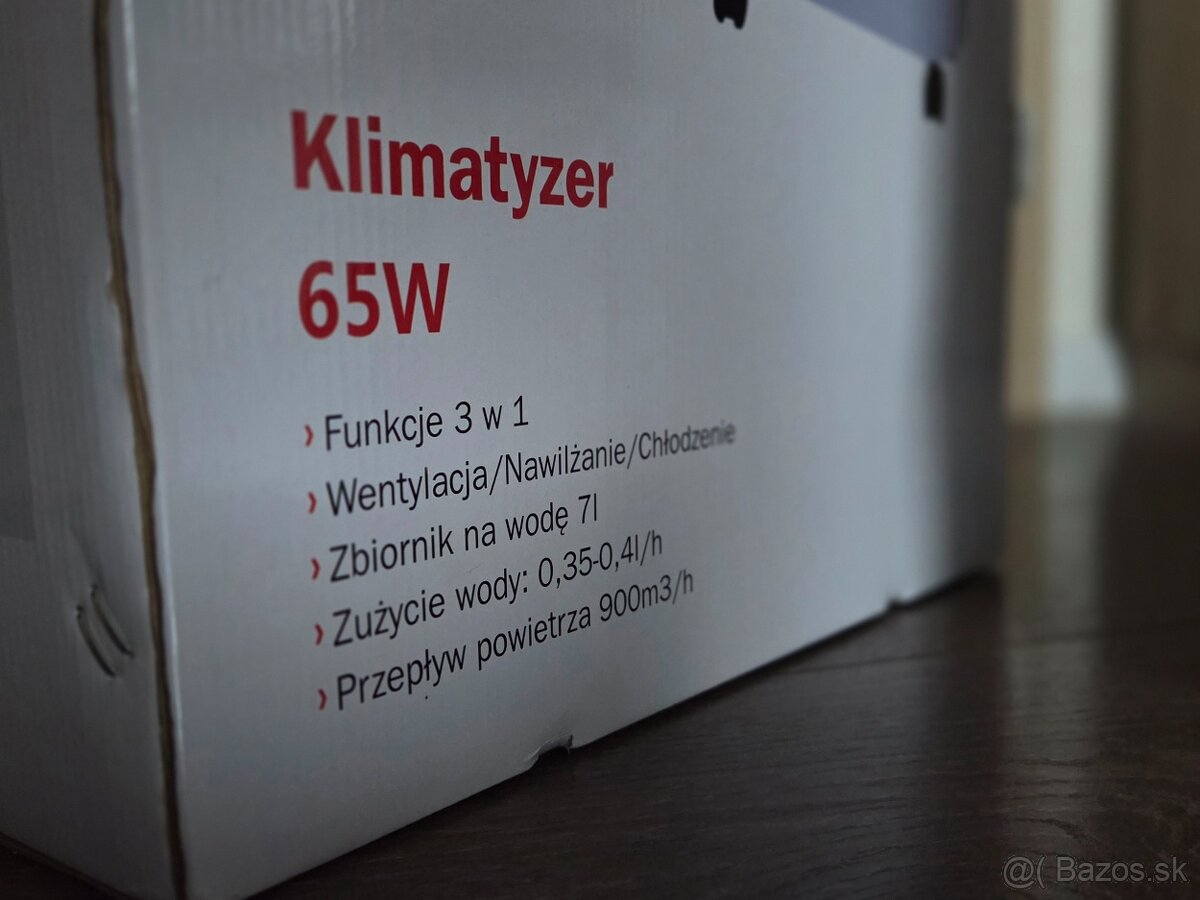 Klimatyzer
65W
› Funkcje 3 w 1
› Wentylacja/Nawilżanie/Chłodzenie
› Zbiornik na wodę 7l
› Zużycie wody: 0,35-0,4l/h
› Przepływ powietrza 900m3/h
@( Bazos.sk